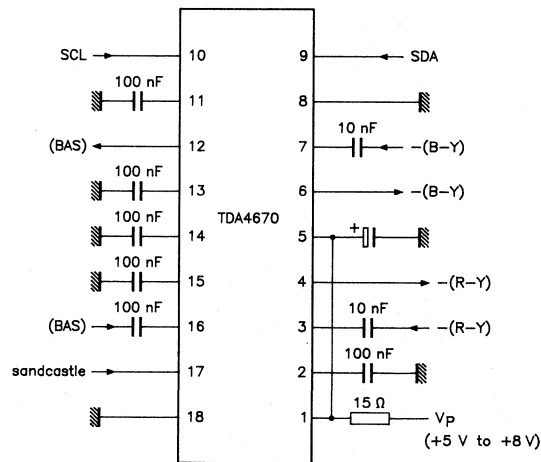 SCL 10 9 SDA
100 nF
11 8
10 nF
(BAS) 12 7 -(B-Y)
100 nF
13 6 -(B-Y)
TDA4670
100 nF
14 5 +
100 nF
15 4 -(R-Y)
100 nF 10 nF
(BAS) 16 3 -(R-Y)
100 nF
sandcastle 17 2
15 Ω
18 1 VP
(+5 V to +8 V)